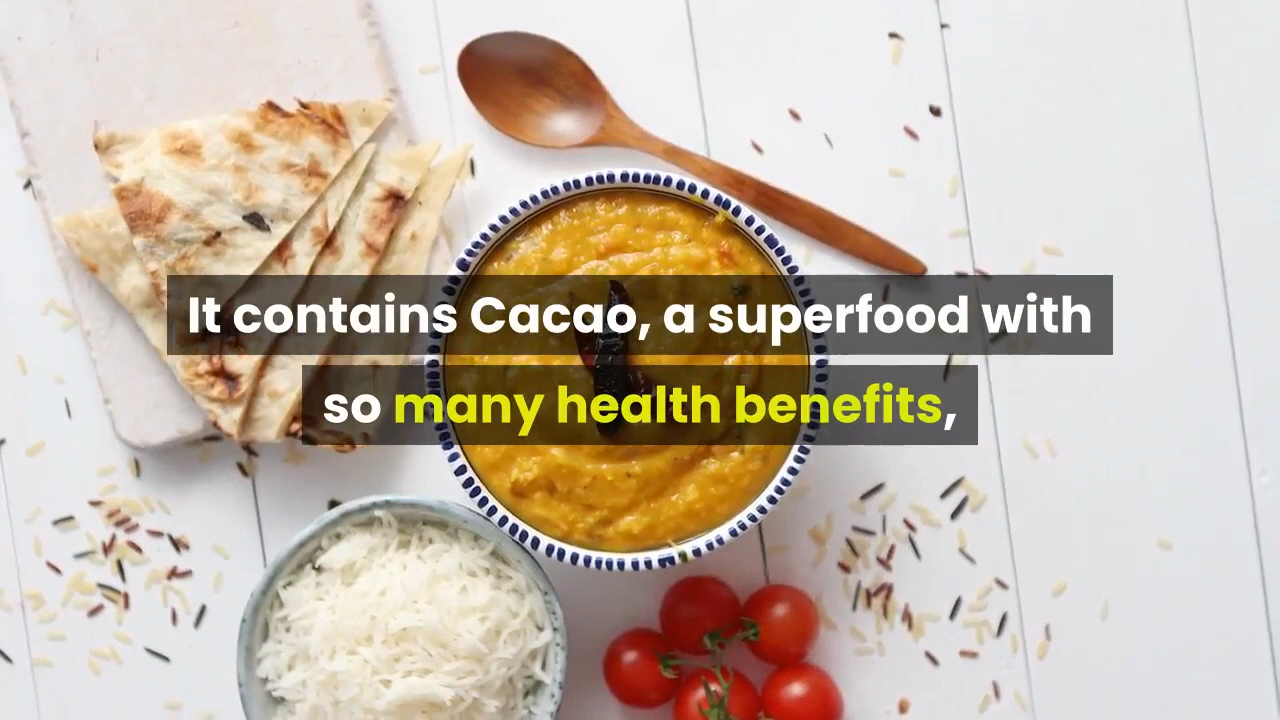 It contains Cacao, a superfood with
so many health benefits,